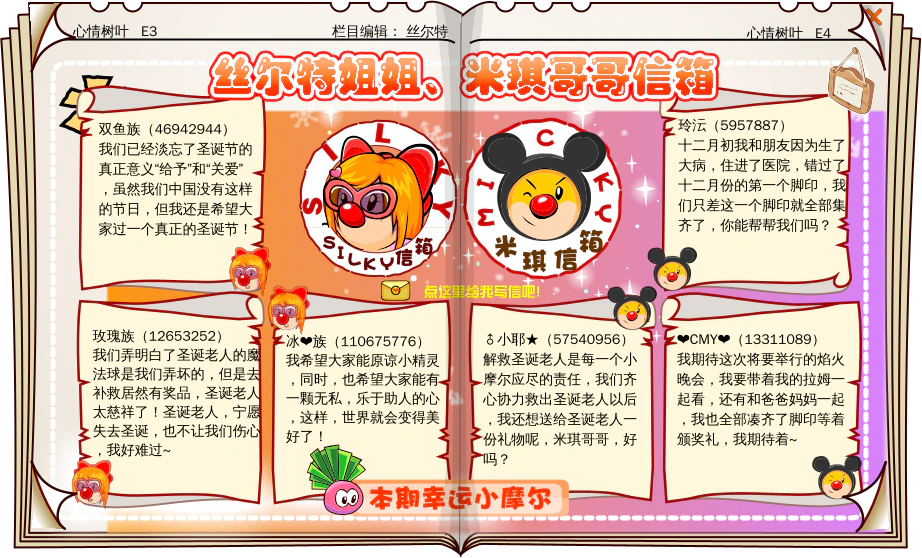 心情树叶 E3
栏目编辑： 丝尔特
心情树叶 E4
丝尔特姐姐、米琪哥哥信箱
双鱼族（46942944）
我们已经淡忘了圣诞节的
真正意义“给予”和“关爱”
，虽然我们中国没有这样
的节日，但我还是希望大
家过一个真正的圣诞节！
SILKY
SILKY信箱
MICKY
米琪信箱
点这里给我写信吧!
玲沄（5957887）
十二月初我和朋友因为生了
大病，住进了医院，错过了
十二月份的第一个脚印，我
们只差这一个脚印就全部集
齐了，你能帮帮我们吗？
玫瑰族（12653252）
我们弄明白了圣诞老人的魔
法球是我们弄坏的，但是去
补救居然有奖品，圣诞老人
太慈祥了！圣诞老人，宁愿
失去圣诞，也不让我们伤心
，我好难过~
冰❤族（110675776）
我希望大家能原谅小精灵
，同时，也希望大家能有
一颗无私，乐于助人的心
，这样，世界就会变得美
好了！
♂小耶★（57540956）
解救圣诞老人是每一个小
摩尔应尽的责任，我们齐
心协力救出圣诞老人以后
，我还想送给圣诞老人一
份礼物呢，米琪哥哥，好
吗？
❤CMY❤（13311089）
我期待这次将要举行的焰火
晚会，我要带着我的拉姆一
起看，还有和爸爸妈妈一起
，我也全部凑齐了脚印等着
颁奖礼，我期待着~
本期幸运小摩尔